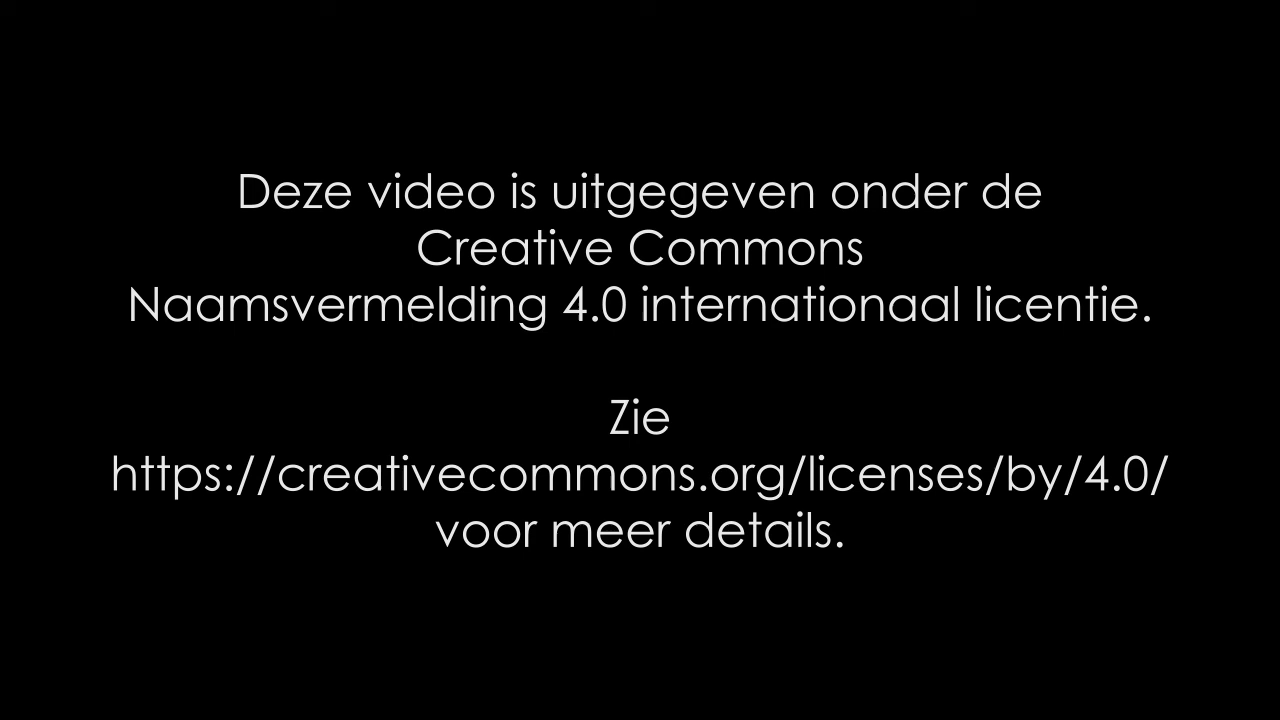 Deze video is uitgegeven onder de
Creative Commons
Naamsvermelding 4.0 internationaal licentie.
Zie
https://creativecommons.org/licenses/by/4.0/
voor meer details.